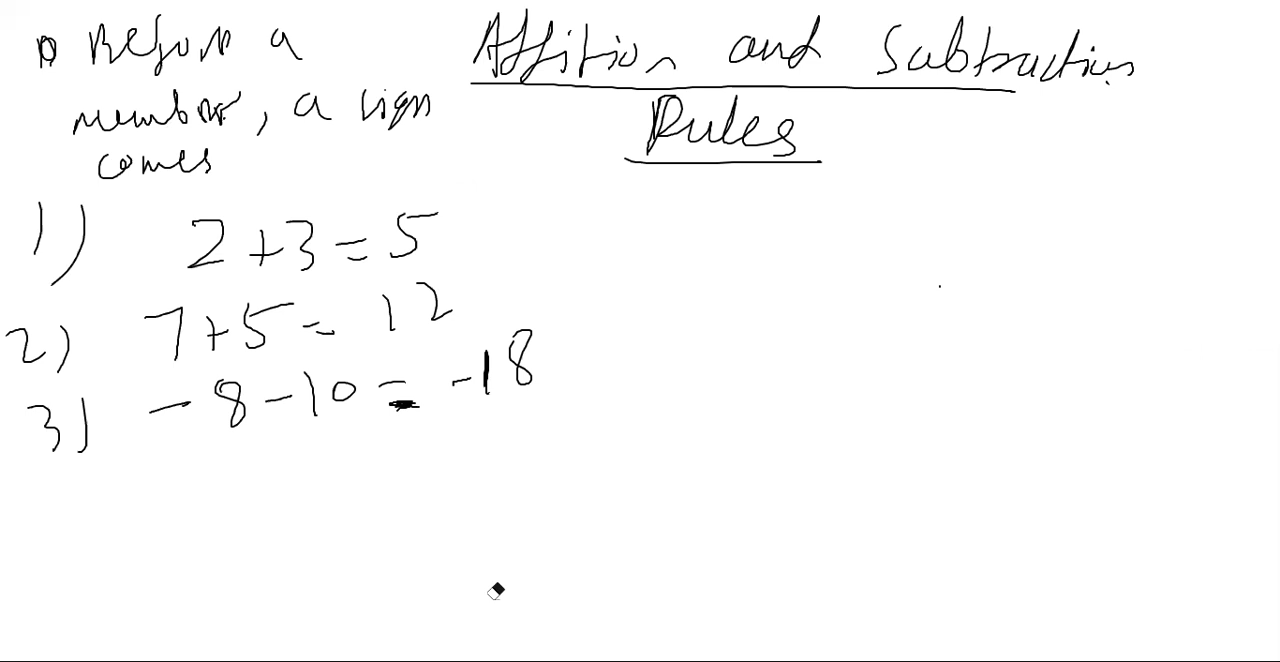 Addition and Subtraction
Rules
Before a
number, a sign
comes
1) 2+3=5
2) 7+5=12
3) -8-10=-18